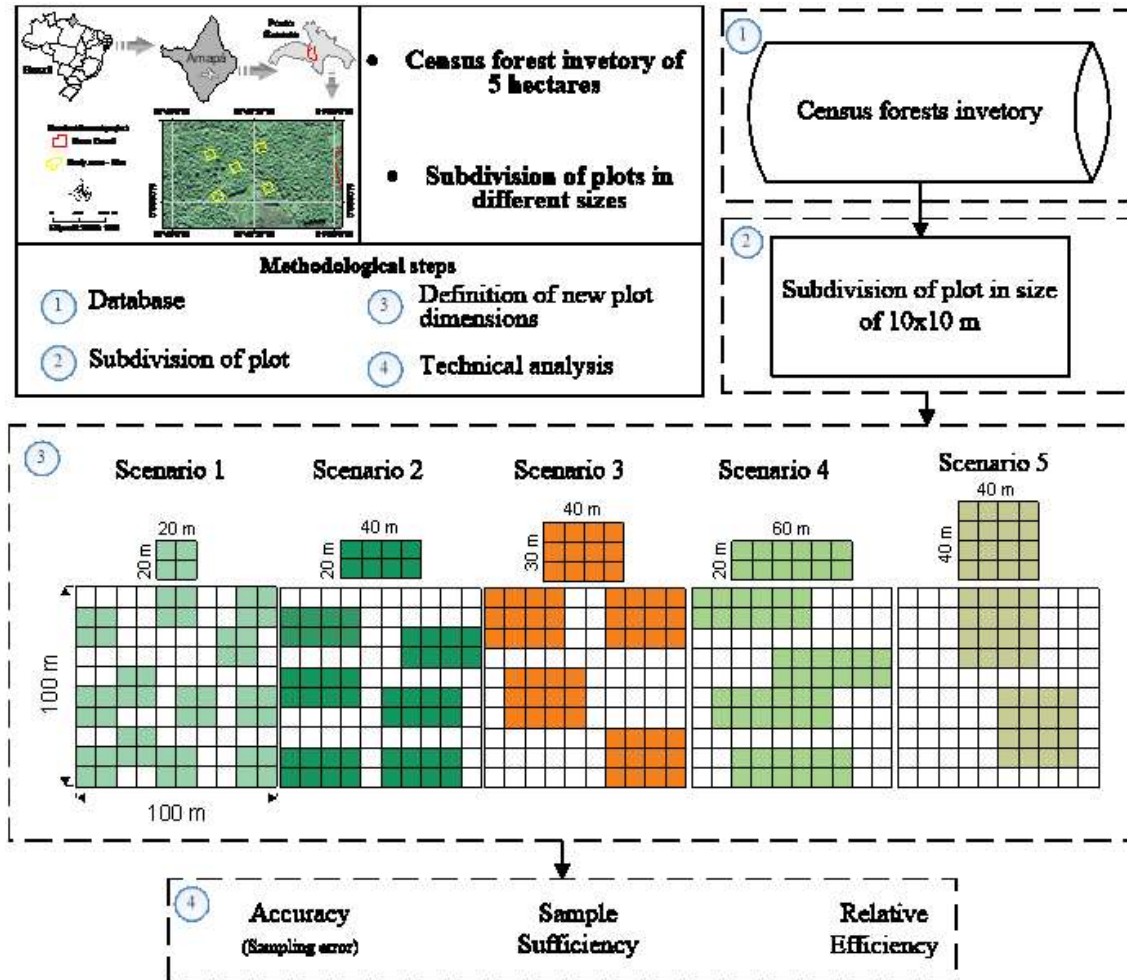 Brazil
Amapá
Census forest invetory of
5 hectares
Subdivision of plots in
different sizes
Methodological steps
1 Database
2 Subdivision of plot
3 Definition of new plot
dimensions
4 Technical analysis
1
Census forests invetory
2
Subdivision of plot in size
of 10x10 m
3
Scenario 1
Scenario 2
Scenario 3
Scenario 4
Scenario 5
20 m
20 m
40 m
20 m
40 m
30 m
60 m
20 m
40 m
40 m
100 m
100 m
4
Accuracy
(Sampling error)
Sample
Sufficiency
Relative
Efficiency